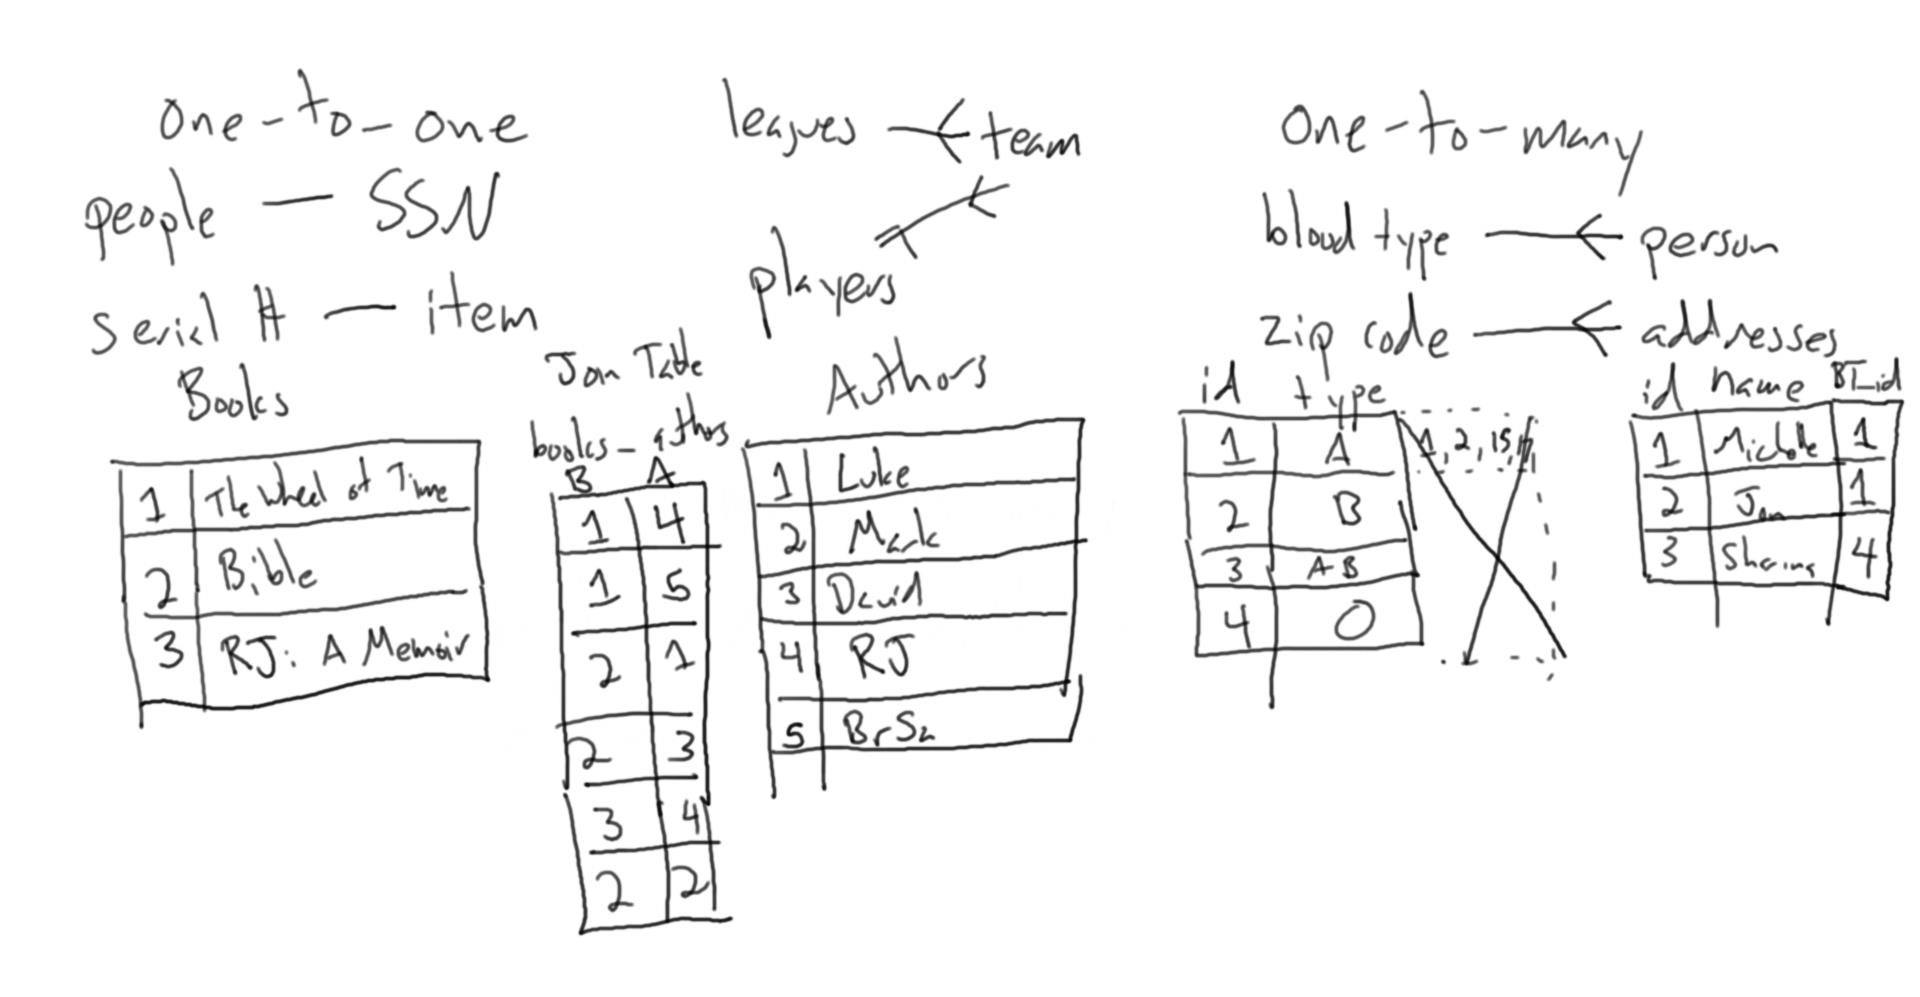 One-to-one
people — SSN
Serial # — item
leagues team
players
One-to-many
blood type person
zip code addresses
Books
1 The Wheel of Time
2 Bible
3 RJ: A Memoir
Join Table
books_athrs
B A
1 4
1 5
2 1
2 3
3 4
2 2
Authors
1 Luke
2 Mark
3 David
4 RJ
5 BrSa
id type
1 A
2 B
3 AB
4 O
1, 2, 15,
id name BT_id
1 Michelle 1
2 Jon 1
3 4